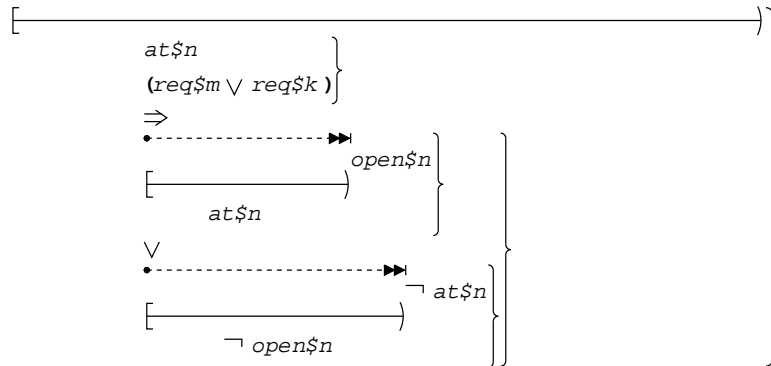 at$n
(req$m ∨ req$k)
⇒
open$n
at$n
∨
¬ at$n
¬ open$n